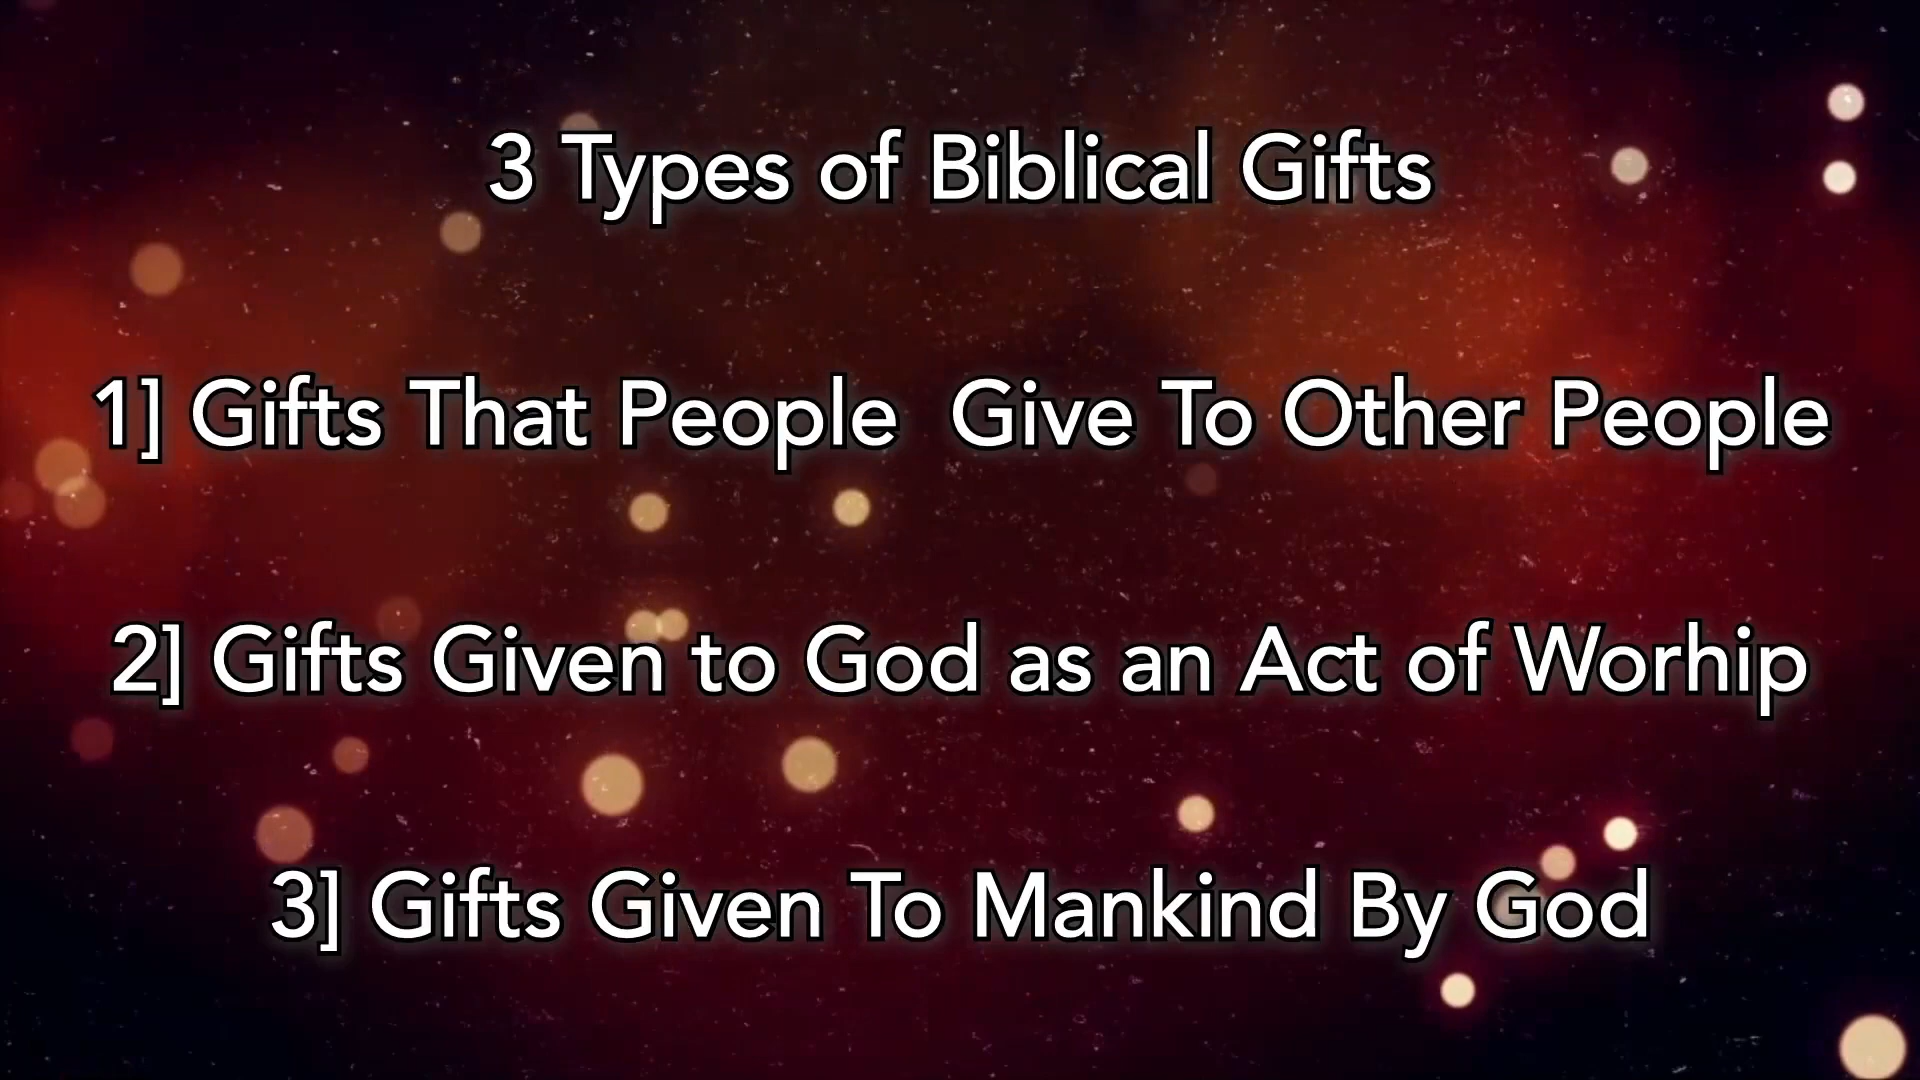 3 Types of Biblical Gifts
1] Gifts That People  Give To Other People
2] Gifts Given to God as an Act of Worhip
3] Gifts Given To Mankind By God